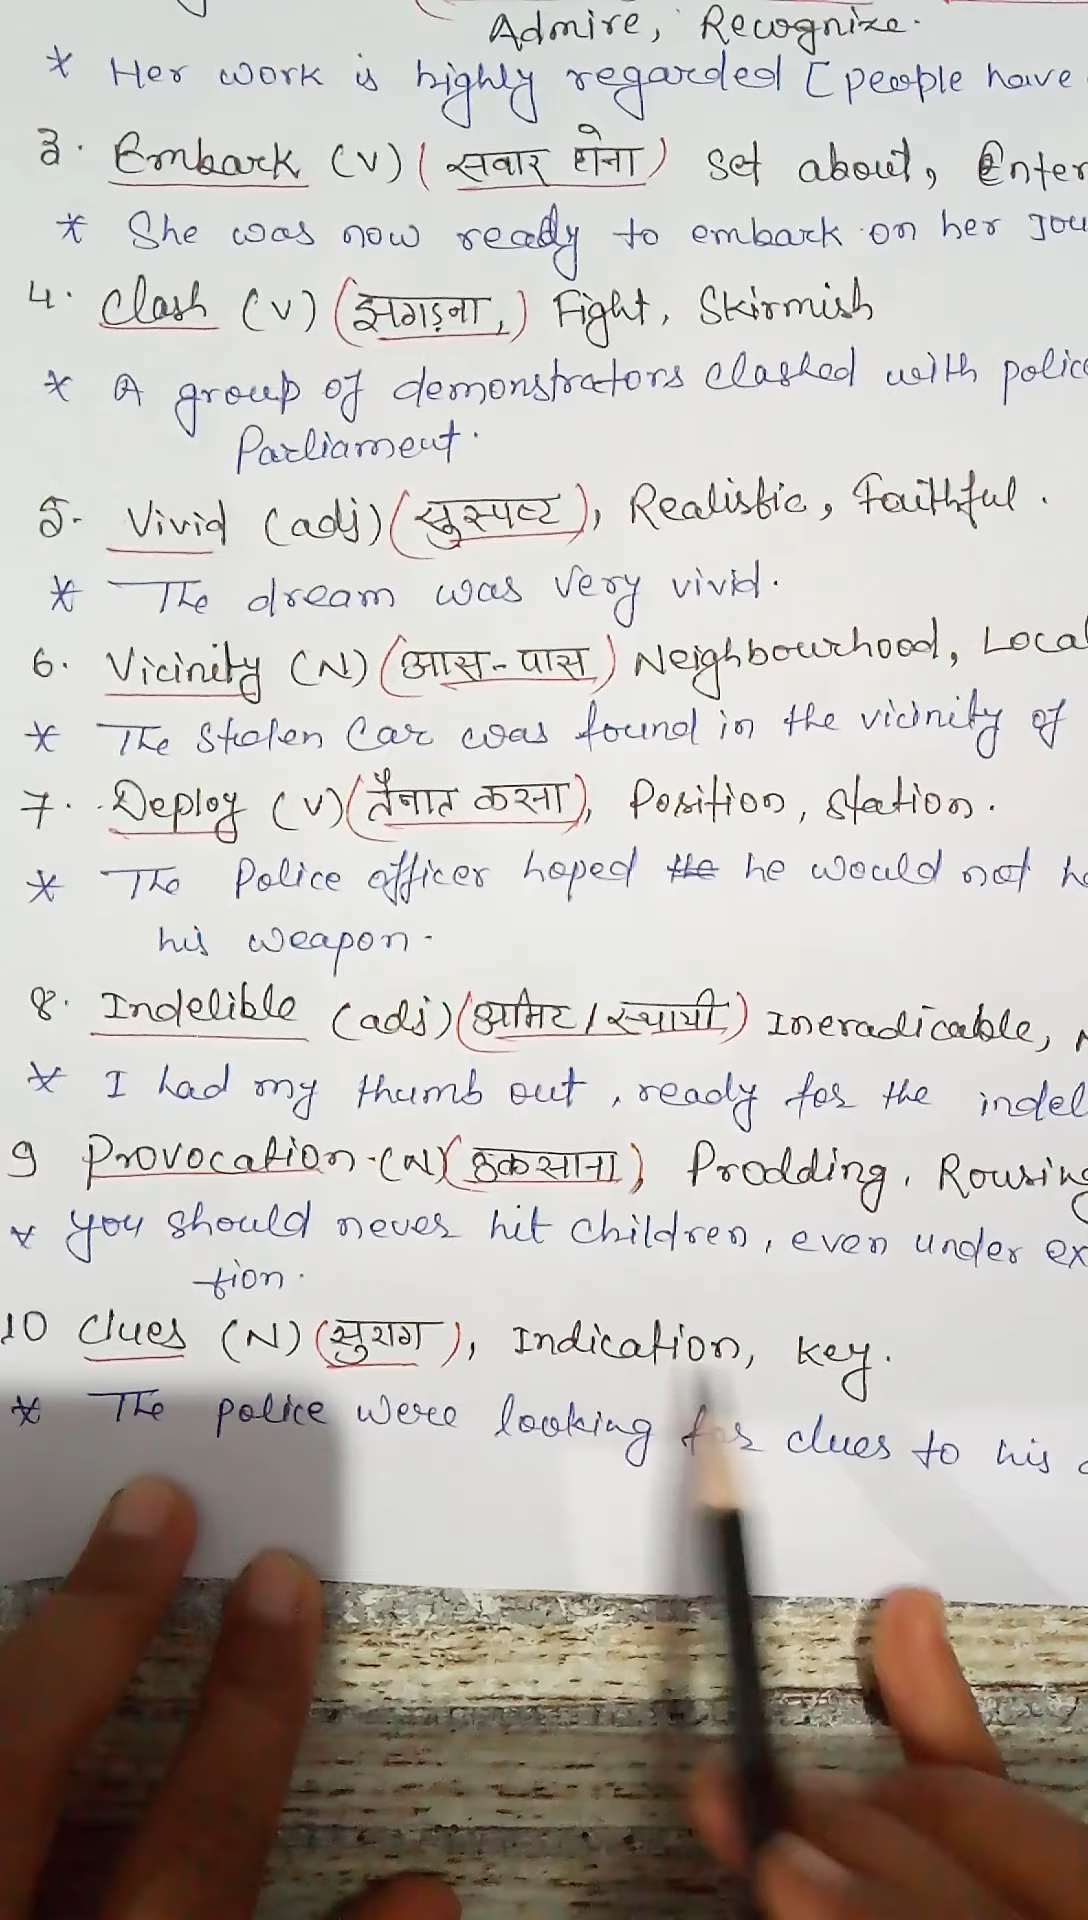 Admire, Recognize.
* Her work is highly regarded [people have
3. Embark (V) (सवार होना) Set about, Enter
* She was now ready to embark on her jou
4. Clash (V) (झगड़ना,) Fight, Skirmish
* A group of demonstrators clashed with polic
Parliament.
5. Vivid (adj) (सुस्पष्ट), Realistic, Faithful.
* The dream was very vivid.
6. Vicinity (N) (आस-पास) Neighbourhood, Local
* The stolen Car was found in the vicinity of
7. Deploy (V) (तैनात करना), Position, Station.
* The Police officer hoped the he would not ha
his weapon.
8. Indelible (adj) (अमिट/स्थायी) Ineradicable,
* I had my thumb out, ready for the indel
9 Provocation (N) (उकसाना), Prodding, Rousing
* You should never hit children, even under ex
tion.
10 Clues (N) (सुराग), Indication, Key.
* The police were looking for clues to his